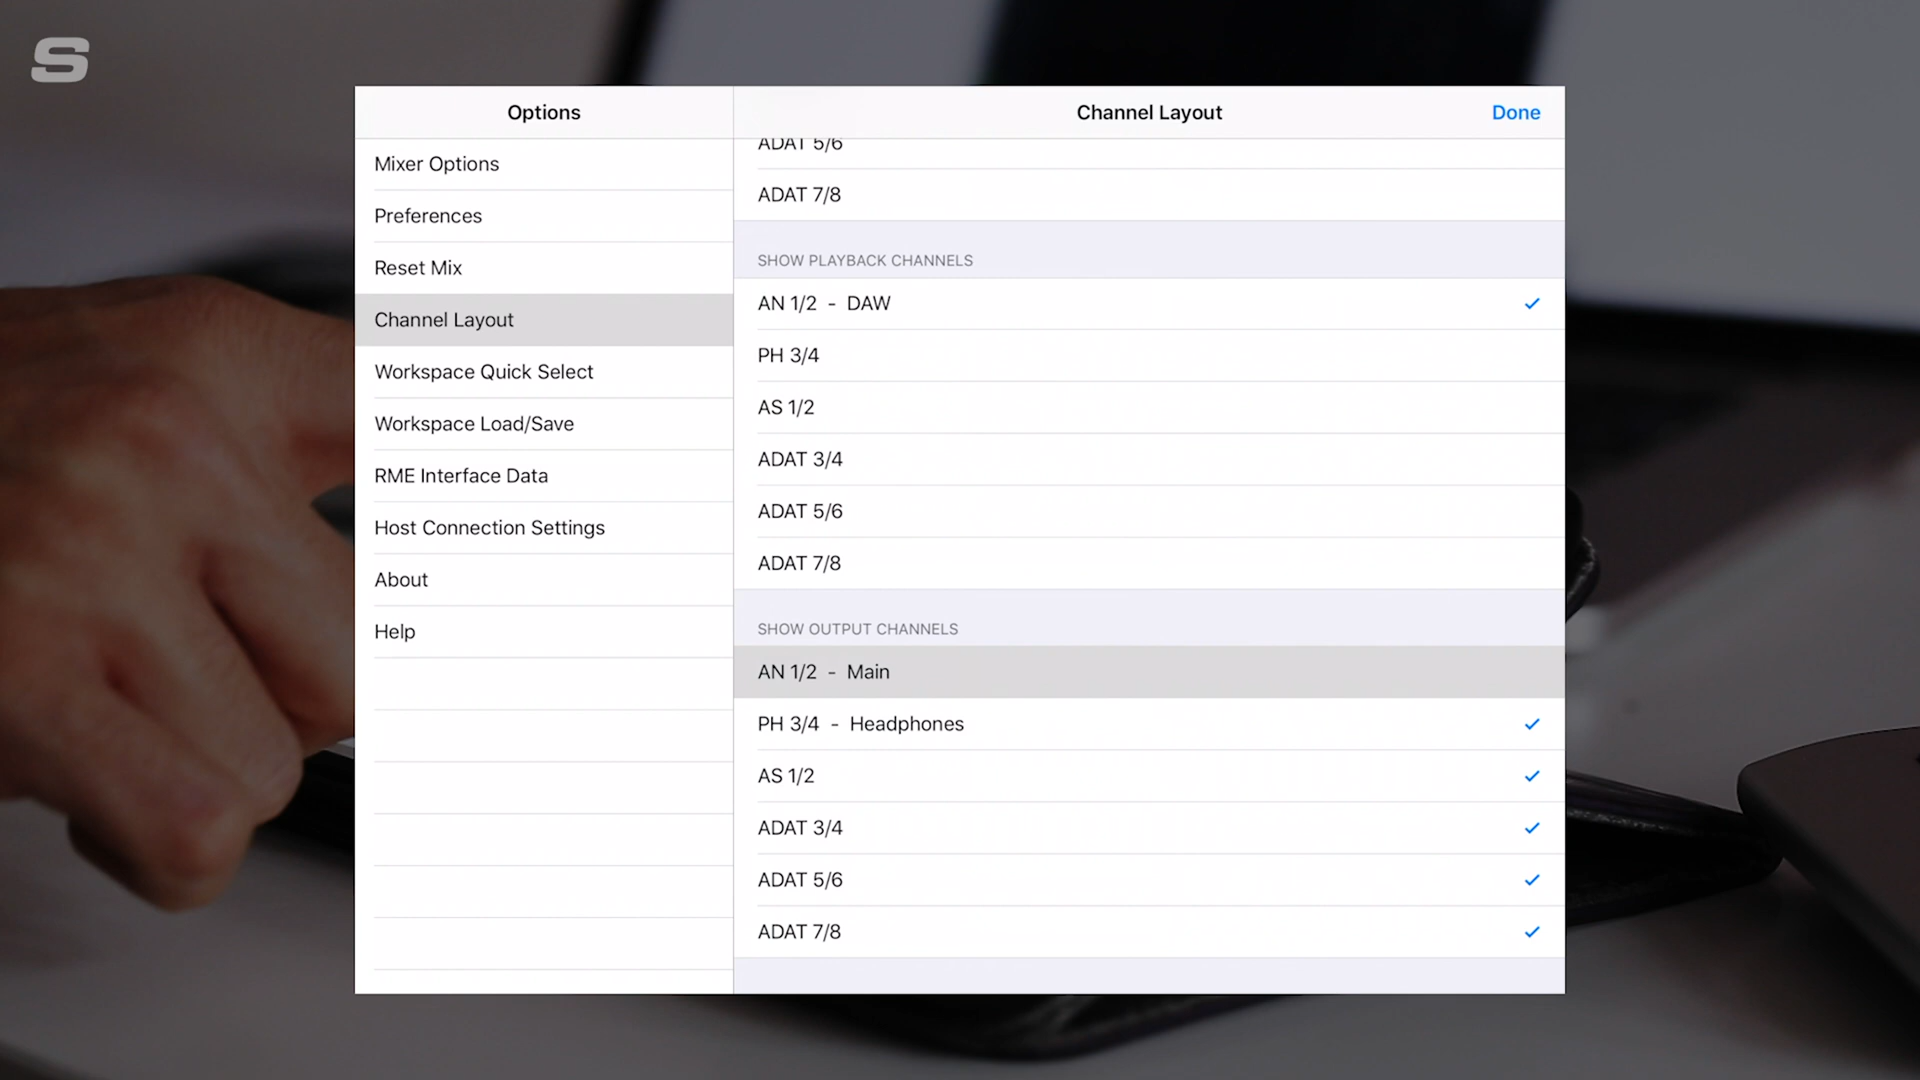 S
Options
Channel Layout
Done
Mixer Options
Preferences
Reset Mix
Channel Layout
Workspace Quick Select
Workspace Load/Save
RME Interface Data
Host Connection Settings
About
Help
ADAT 5/6
ADAT 7/8
SHOW PLAYBACK CHANNELS
AN 1/2 - DAW
PH 3/4
AS 1/2
ADAT 3/4
ADAT 5/6
ADAT 7/8
SHOW OUTPUT CHANNELS
AN 1/2 - Main
PH 3/4 - Headphones
AS 1/2
ADAT 3/4
ADAT 5/6
ADAT 7/8